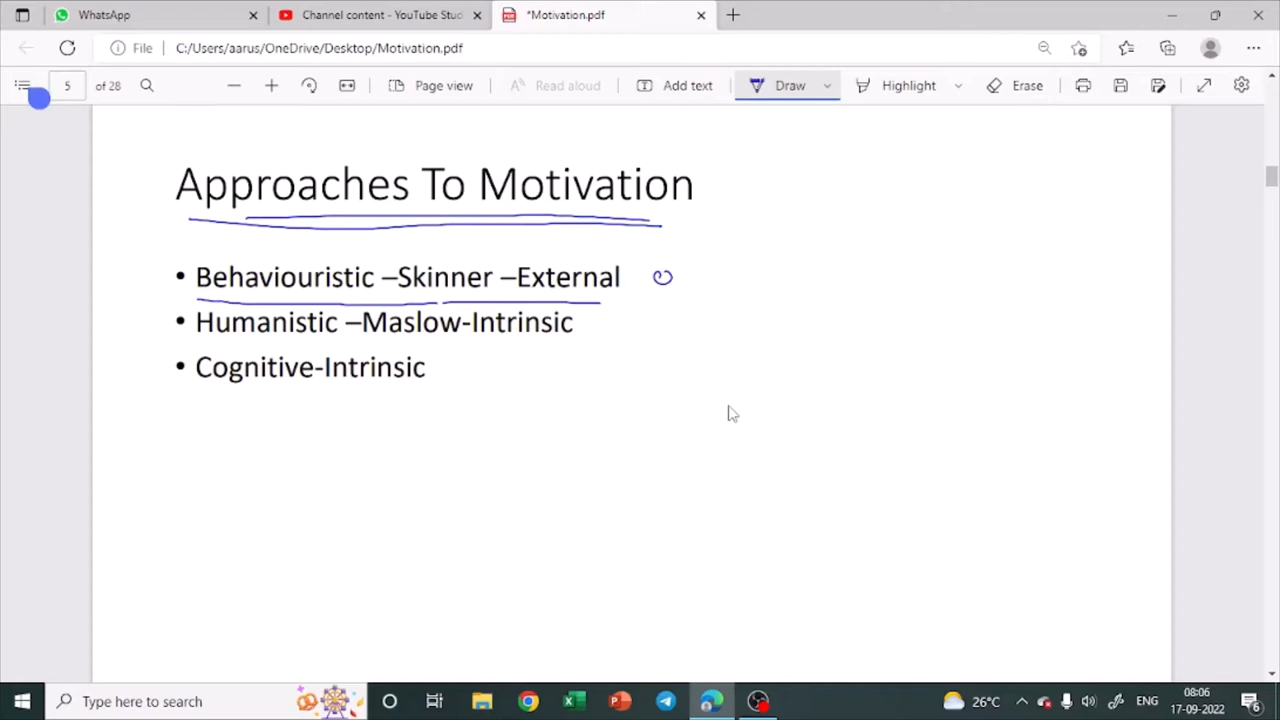 WhatsApp
Channel content - YouTube Stud
*Motivation.pdf
File
C:/Users/aarus/OneDrive/Desktop/Motivation.pdf
5
of 28
Page view
Read aloud
Add text
Draw
Highlight
Erase
Approaches To Motivation
• Behaviouristic –Skinner –External
• Humanistic –Maslow-Intrinsic
• Cognitive-Intrinsic
Type here to search
26°C
ENG
08:06
17-09-2022
6